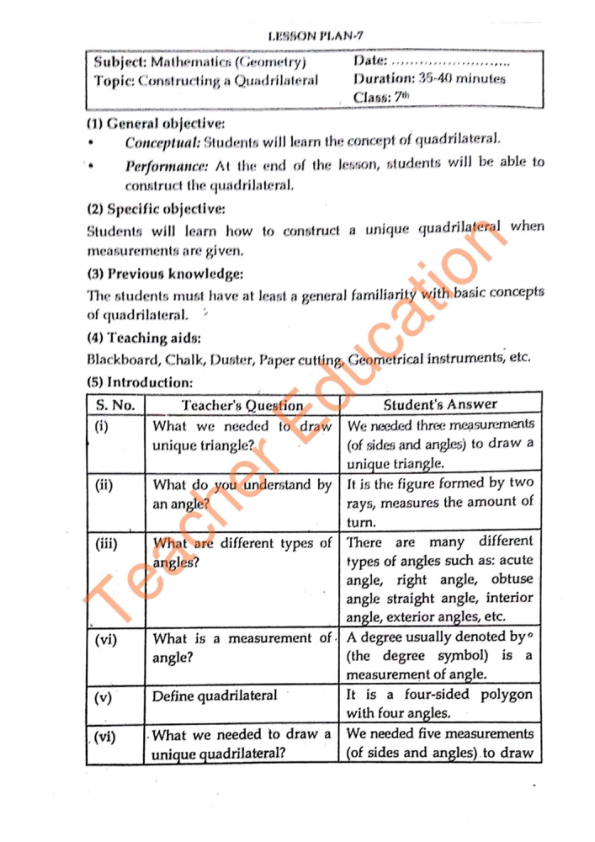 LESSON PLAN-7
Subject: Mathematics (Geometry) Date: ............................
Topic: Constructing a Quadrilateral Duration: 35-40 minutes
Class: 7th
(1) General objective:
• Conceptual: Students will learn the concept of quadrilateral.
• Performance: At the end of the lesson, students will be able to
construct the quadrilateral.
(2) Specific objective:
Students will learn how to construct a unique quadrilateral when
measurements are given.
(3) Previous knowledge:
The students must have at least a general familiarity with basic concepts
of quadrilateral.
(4) Teaching aids:
Blackboard, Chalk, Duster, Paper cutting, Geometrical instruments, etc.
(5) Introduction:
S. No. Teacher's Question Student's Answer
(i) What we needed to draw We needed three measurements
unique triangle? (of sides and angles) to draw a
unique triangle.
(ii) What do you understand by It is the figure formed by two
an angle? rays, measures the amount of
turn.
(iii) What are different types of There are many different
angles? types of angles such as: acute
angle, right angle, obtuse
angle straight angle, interior
angle, exterior angles, etc.
(vi) What is a measurement of A degree usually denoted by °
angle? (the degree symbol) is a
measurement of angle.
(v) Define quadrilateral It is a four-sided polygon
with four angles.
(vi) What we needed to draw a We needed five measurements
unique quadrilateral? (of sides and angles) to draw
Teacher Education